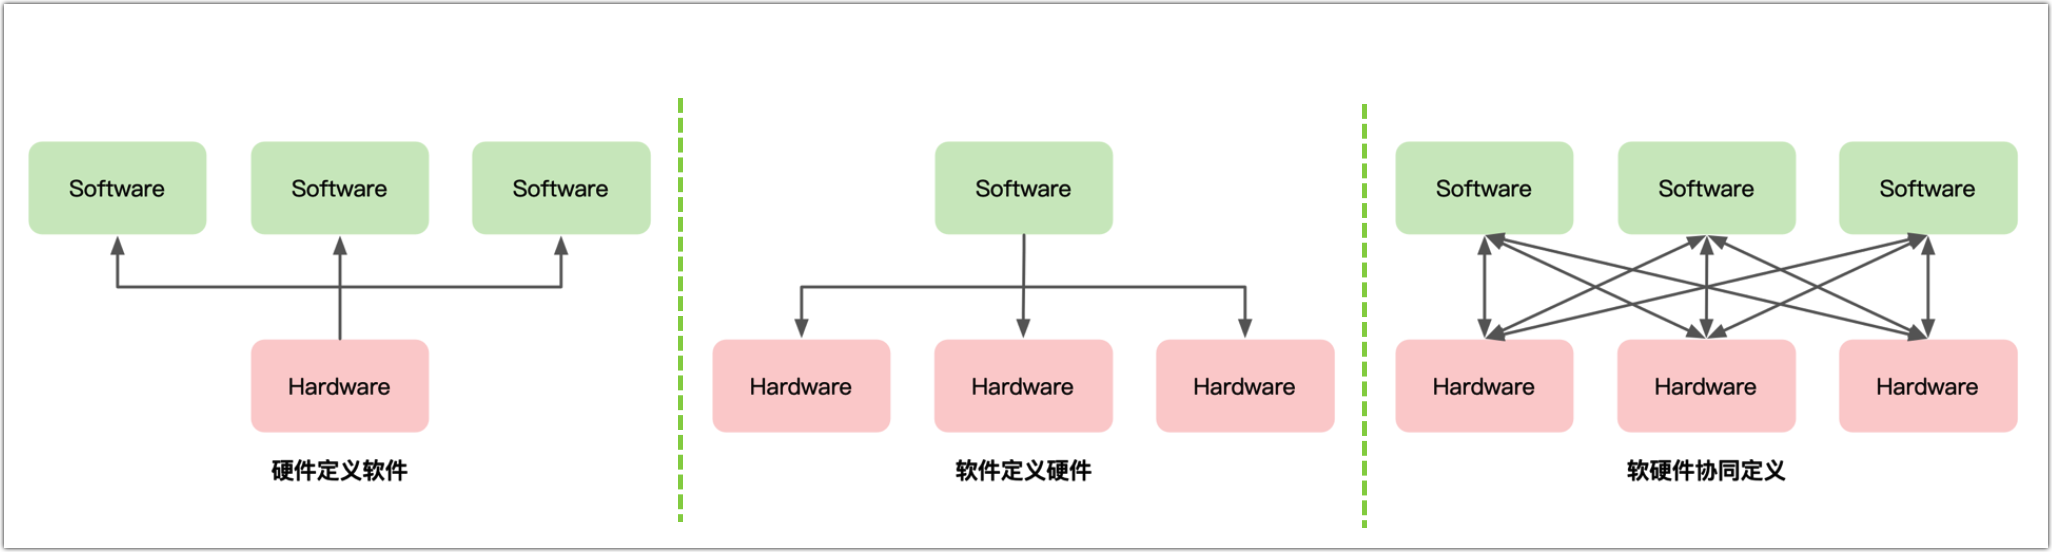 Software
Software
Software
Hardware
硬件定义软件
Software
Hardware
Hardware
Hardware
软件定义硬件
Software
Software
Software
Hardware
Hardware
Hardware
软硬件协同定义